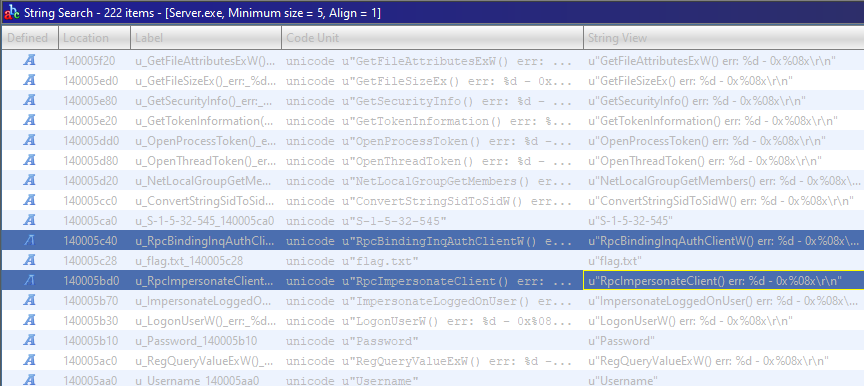 String Search - 222 items - [Server.exe, Minimum size = 5, Align = 1]
Defined Location Label Code Unit String View
A 140005f20 u_GetFileAttributesExW()... unicode u"GetFileAttributesExW() err: ... u"GetFileAttributesExW() err: %d - 0x%08x\r\n"
A 140005ed0 u_GetFileSizeEx()_err:_%d... unicode u"GetFileSizeEx() err: %d - 0x... u"GetFileSizeEx() err: %d - 0x%08x\r\n"
A 140005e80 u_GetSecurityInfo()_err:_%... unicode u"GetSecurityInfo() err: %d - ... u"GetSecurityInfo() err: %d - 0x%08x\r\n"
A 140005e20 u_GetTokenInformation(... unicode u"GetTokenInformation() err: %... u"GetTokenInformation() err: %d - 0x%08x\r\n"
A 140005dd0 u_OpenProcessToken()_e... unicode u"OpenProcessToken() err: %d -... u"OpenProcessToken() err: %d - 0x%08x\r\n"
A 140005d80 u_OpenThreadToken()_er... unicode u"OpenThreadToken() err: %d -... u"OpenThreadToken() err: %d - 0x%08x\r\n"
A 140005d20 u_NetLocalGroupGetMe... unicode u"NetLocalGroupGetMembers() er... u"NetLocalGroupGetMembers() err: %d - 0x%08x\r\n"
A 140005cc0 u_ConvertStringSidToSid... unicode u"ConvertStringSidToSidW() err... u"ConvertStringSidToSidW() err: %d - 0x%08x\r\n"
A 140005ca0 u_S-1-5-32-545_140005ca0 unicode u"S-1-5-32-545" u"S-1-5-32-545"
140005c40 u_RpcBindingInqAuthCli... unicode u"RpcBindingInqAuthClientW() e... u"RpcBindingInqAuthClientW() err: %d - 0x%08x...
A 140005c28 u_flag.txt_140005c28 unicode u"flag.txt" u"flag.txt"
140005bd0 u_RpcImpersonateClient... unicode u"RpcImpersonateClient() err: ... u"RpcImpersonateClient() err: %d - 0x%08x\r\n"
A 140005b70 u_ImpersonateLoggedO... unicode u"ImpersonateLoggedOnUser() er... u"ImpersonateLoggedOnUser() err: %d - 0x%08x\r\n"
A 140005b30 u_LogonUserW()_err:_%d... unicode u"LogonUserW() err: %d - 0x%08... u"LogonUserW() err: %d - 0x%08x\r\n"
A 140005b10 u_Password_140005b10 unicode u"Password" u"Password"
A 140005ac0 u_RegQueryValueExW()_... unicode u"RegQueryValueExW() err: %d -... u"RegQueryValueExW() err: %d - 0x%08x\r\n"
A 140005aa0 u_Username_140005aa0 unicode u"Username" u"Username"